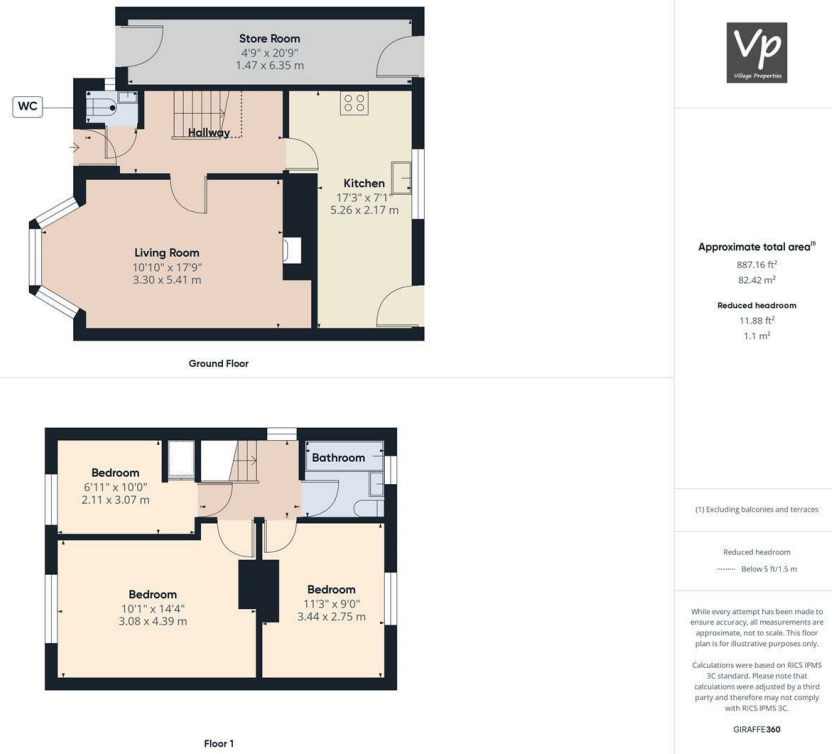 Store Room
4'9" x 20'9"
1.47 x 6.35 m
WC
Hallway
Kitchen
17'3" x 7'1"
5.26 x 2.17 m
Living Room
10'10" x 17'9"
3.30 x 5.41 m
Ground Floor
Bedroom
6'11" x 10'0"
2.11 x 3.07 m
Bathroom
Bedroom
10'1" x 14'4"
3.08 x 4.39 m
Bedroom
11'3" x 9'0"
3.44 x 2.75 m
Floor 1
Vp
Village Properties
Approximate total area(1)
887.16 ft²
82.42 m²
Reduced headroom
11.88 ft²
1.1 m²
(1) Excluding balconies and terraces
Reduced headroom
Below 5 ft/1.5 m
While every attempt has been made to
ensure accuracy, all measurements are
approximate, not to scale. This floor
plan is for illustrative purposes only.
Calculations were based on RICS IPMS
3C standard. Please note that
calculations were adjusted by a third
party and therefore may not comply
with RICS IPMS 3C.
GIRAFFE360